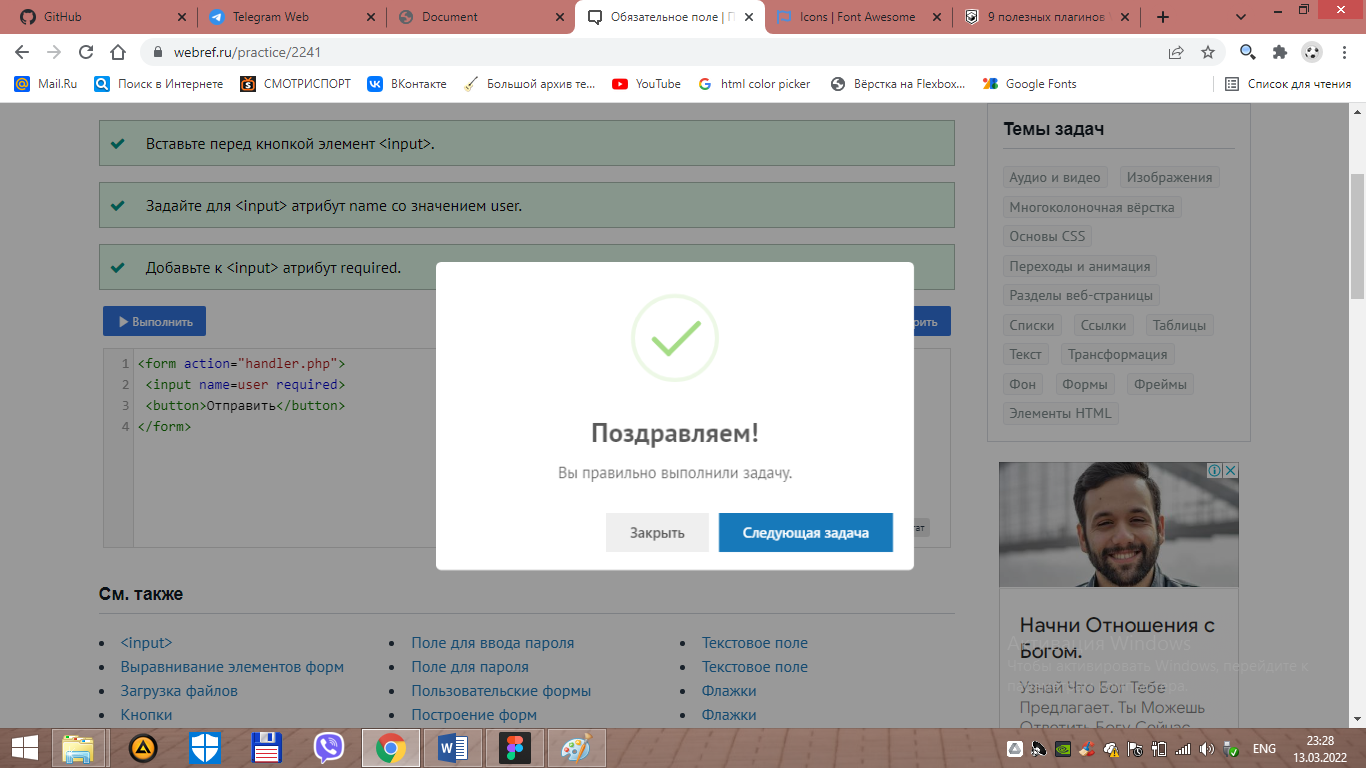 GitHub
Telegram Web
Document
Обязательное поле | П
Icons | Font Awesome
9 полезных плагинов
webref.ru/practice/2241
Mail.Ru
Поиск в Интернете
СМОТРИСПОРТ
ВКонтакте
Большой архив те...
YouTube
html color picker
Вёрстка на Flexbox...
Google Fonts
Список для чтения
Вставьте перед кнопкой элемент <input>.
Задайте для <input> атрибут name со значением user.
Добавьте к <input> атрибут required.
Выполнить
рить
1 <form action="handler.php">
2 <input name=user required>
3 <button>Отправить</button>
4 </form>
тат
Поздравляем!
Вы правильно выполнили задачу.
Закрыть
Следующая задача
См. также
<input>
Выравнивание элементов форм
Загрузка файлов
Кнопки
Поле для ввода пароля
Поле для пароля
Пользовательские формы
Построение форм
Текстовое поле
Текстовое поле
Флажки
Флажки
Темы задач
Аудио и видео Изображения
Многоколоночная вёрстка
Основы CSS
Переходы и анимация
Разделы веб-страницы
Списки Ссылки Таблицы
Текст Трансформация
Фон Формы Фреймы
Элементы HTML
Начни Отношения с
Богом.
Узнай Что Бог Тебе
Предлагает. Ты Можешь
Ответить Богу Сейчас
Активация Windows
Чтобы активировать Windows, перейдите к
ENG
23:28
13.03.2022